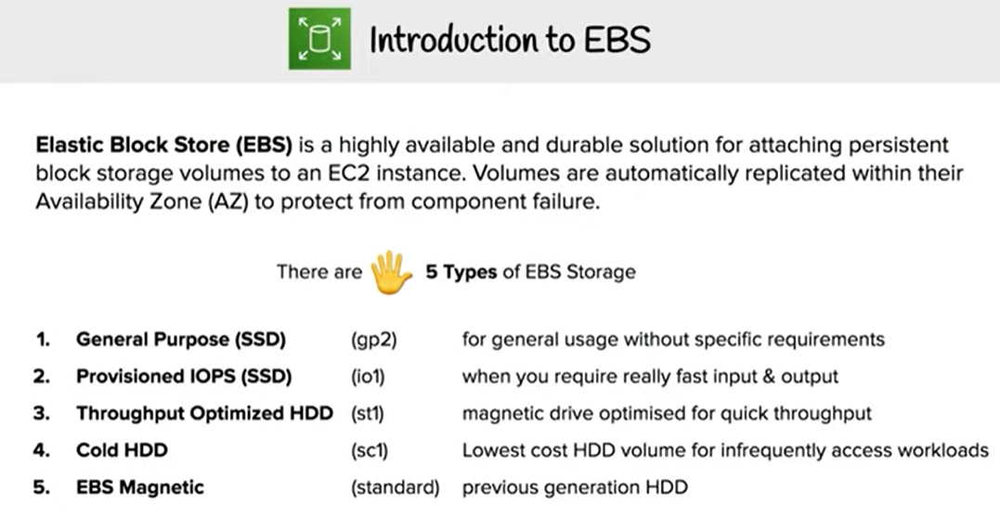 Introduction to EBS
Elastic Block Store (EBS) is a highly available and durable solution for attaching persistent
block storage volumes to an EC2 instance. Volumes are automatically replicated within their
Availability Zone (AZ) to protect from component failure.
There are 5 Types of EBS Storage
1. General Purpose (SSD) (gp2) for general usage without specific requirements
2. Provisioned IOPS (SSD) (io1) when you require really fast input & output
3. Throughput Optimized HDD (st1) magnetic drive optimised for quick throughput
4. Cold HDD (sc1) Lowest cost HDD volume for infrequently access workloads
5. EBS Magnetic (standard) previous generation HDD